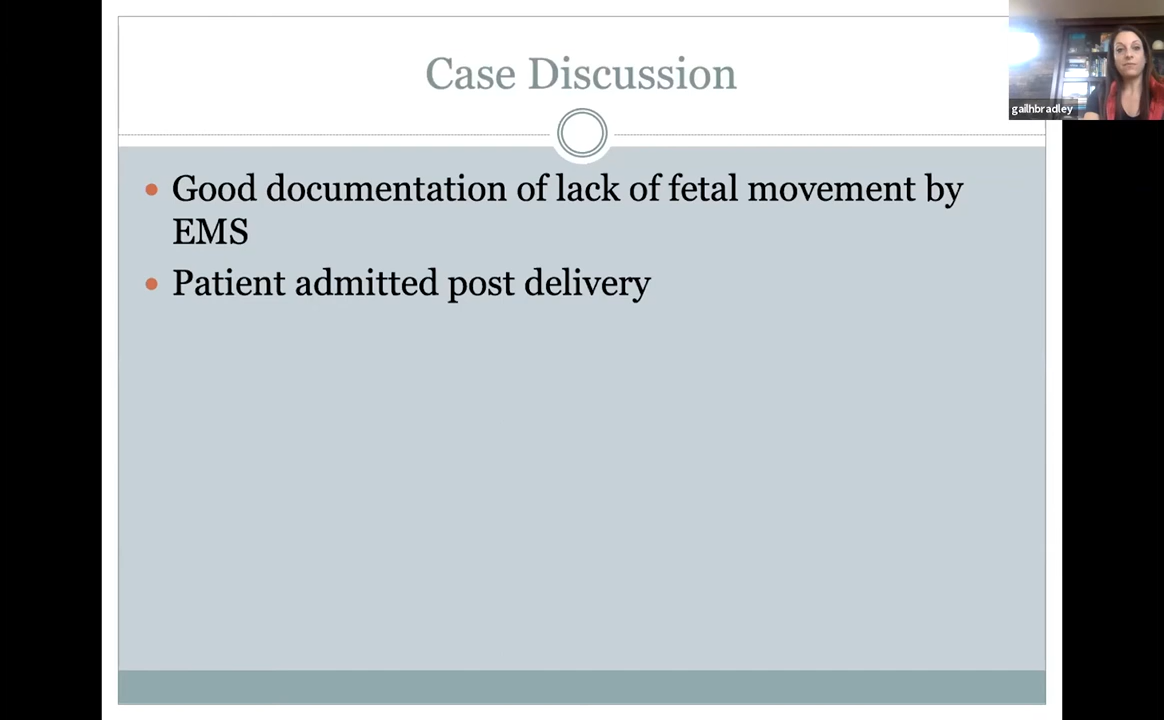 Case Discussion
gailhbradley
• Good documentation of lack of fetal movement by
EMS
• Patient admitted post delivery